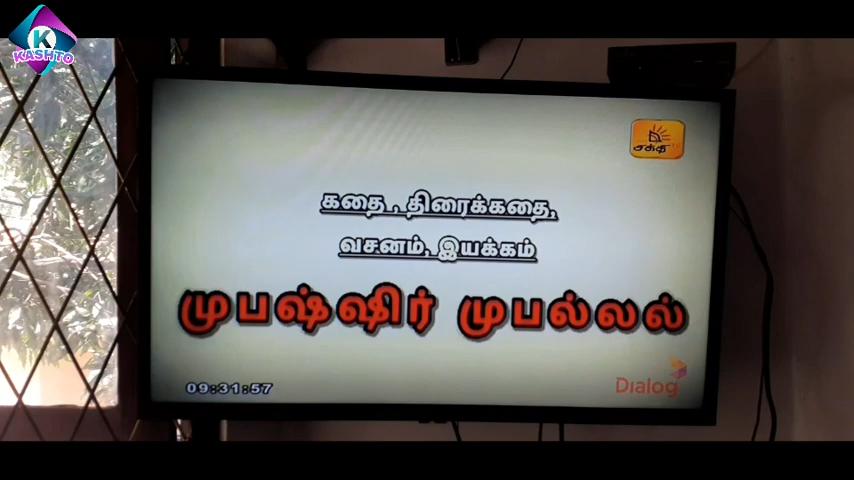 K
KASHTO
சக்தி
கதை , திரைக்கதை,
வசனம், இயக்கம்
முபஷ்ஷிர் முபல்லல்
09:31:57
Dialog